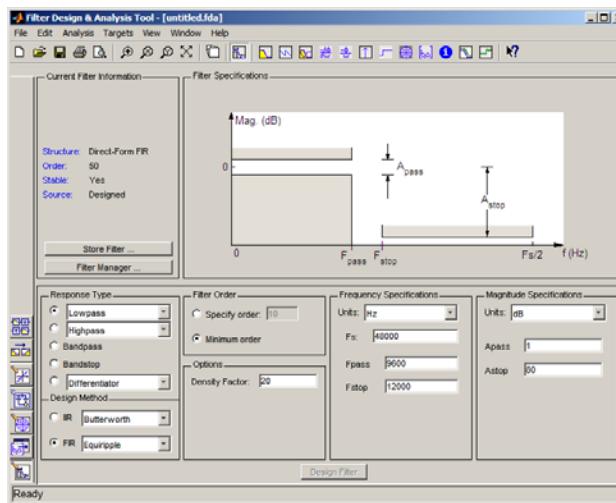 Filter Design & Analysis Tool - [untitled.fda]
File Edit Analysis Targets View Window Help
Current Filter Information
Structure: Direct-Form FIR
Order: 50
Stable: Yes
Source: Designed
Store Filter ...
Filter Manager ...
Filter Specifications
Mag. (dB)
0
A pass
A stop
0
F pass
F stop
Fs/2
f (Hz)
Response Type
Lowpass
Highpass
Bandpass
Bandstop
Differentiator
Design Method
IIR Butterworth
FIR Equiripple
Filter Order
Specify order: 10
Minimum order
Options
Density Factor: 20
Frequency Specifications
Units: Hz
Fs: 48000
Fpass 9600
Fstop 12000
Magnitude Specifications
Units: dB
Apass 1
Astop 80
Design Filter
Ready